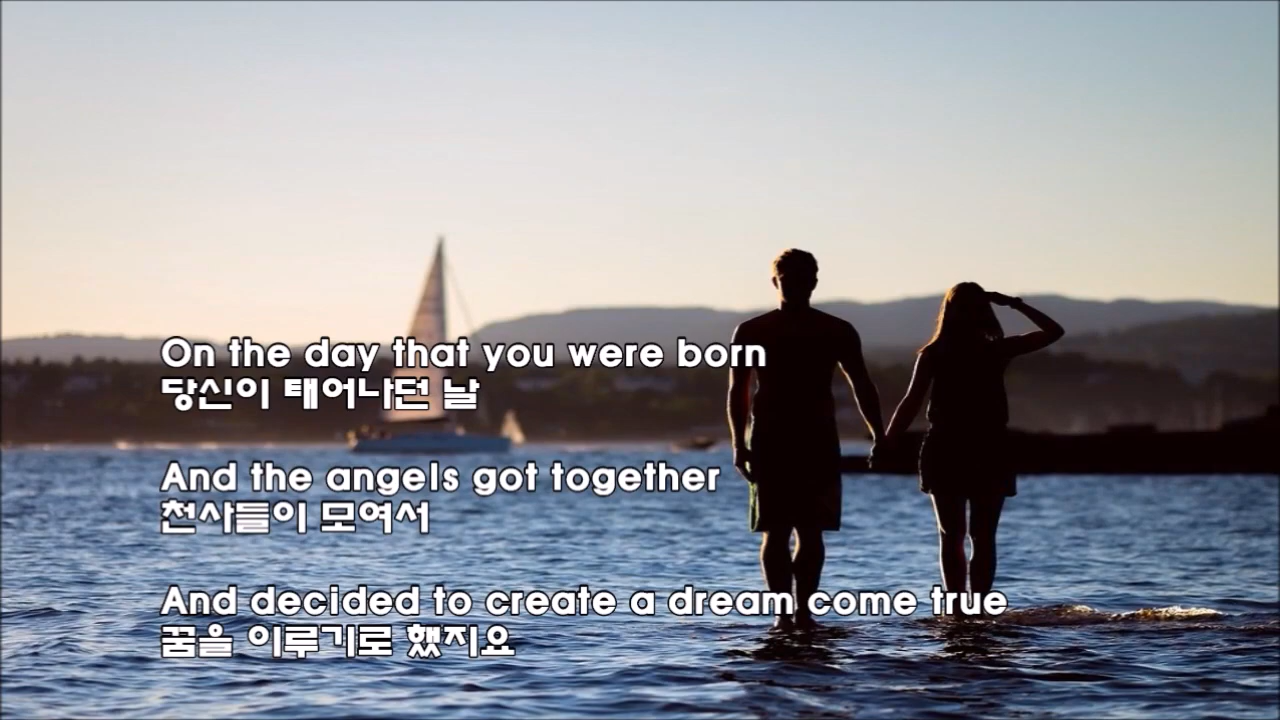 On the day that you were born
당신이 태어나던 날
And the angels got together
천사들이 모여서
And decided to create a dream come true
꿈을 이루기로 했지요